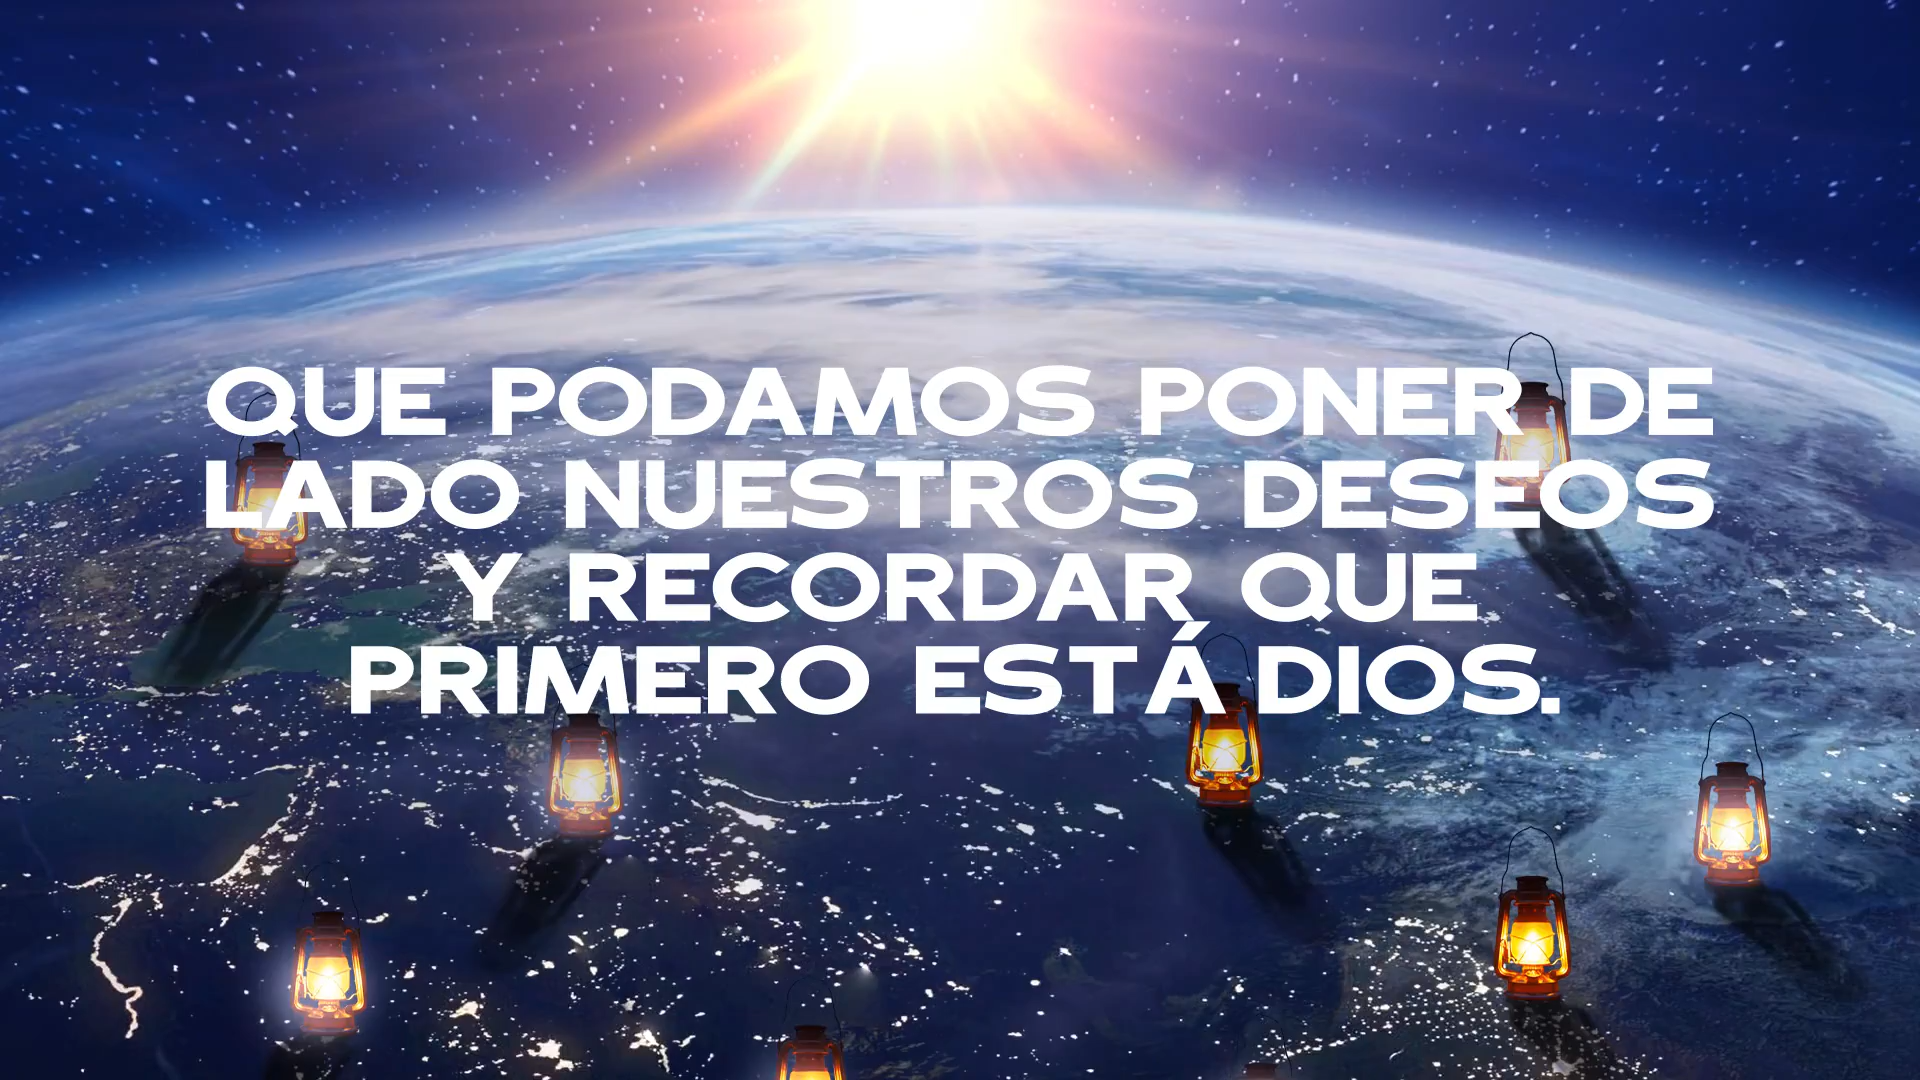 QUE PODAMOS PONER DE
LADO NUESTROS DESEOS
Y RECORDAR QUE
PRIMERO ESTÁ DIOS.